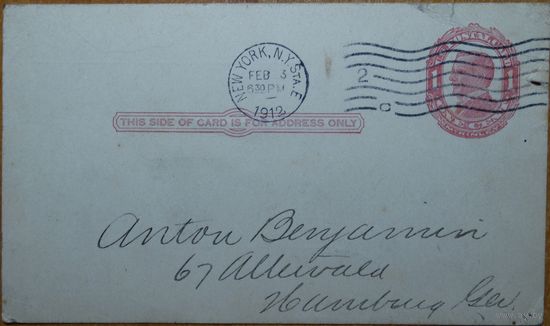 NEW YORK, N.Y. STA. E
FEB 3
630 PM
1912
2
C
THIS SIDE OF CARD IS FOR ADDRESS ONLY
1 1
Anton Benjamin
67 Allewald
Hamburg Ger.